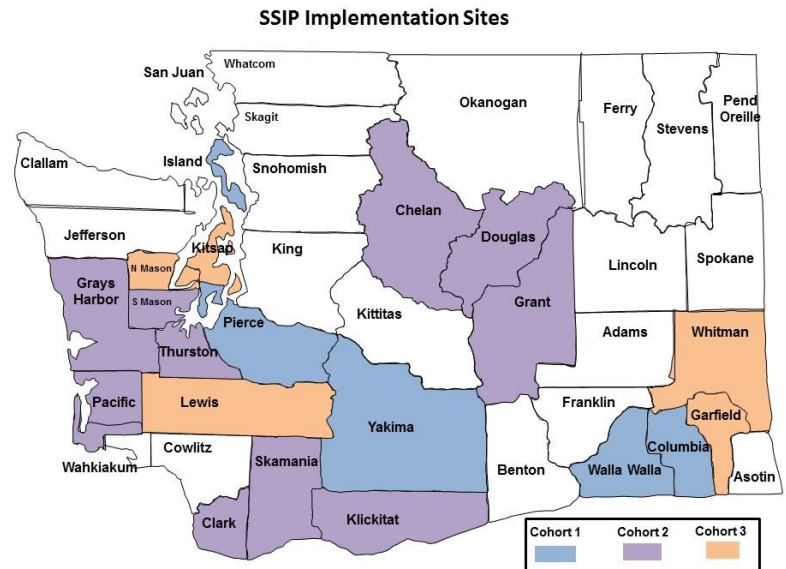 SSIP Implementation Sites
San Juan
Whatcom
Skagit
Okanogan
Ferry
Stevens
Pend
Oreille
Clallam
Island
Snohomish
Jefferson
Kitsap
King
Chelan
Douglas
Lincoln
Spokane
N Mason
Grays
Harbor
S Mason
Pierce
Kittitas
Grant
Adams
Whitman
Thurston
Pacific
Lewis
Yakima
Franklin
Garfield
Wahkiakum
Cowlitz
Skamania
Benton
Walla Walla
Columbia
Asotin
Clark
Klickitat
Cohort 1
Cohort 2
Cohort 3